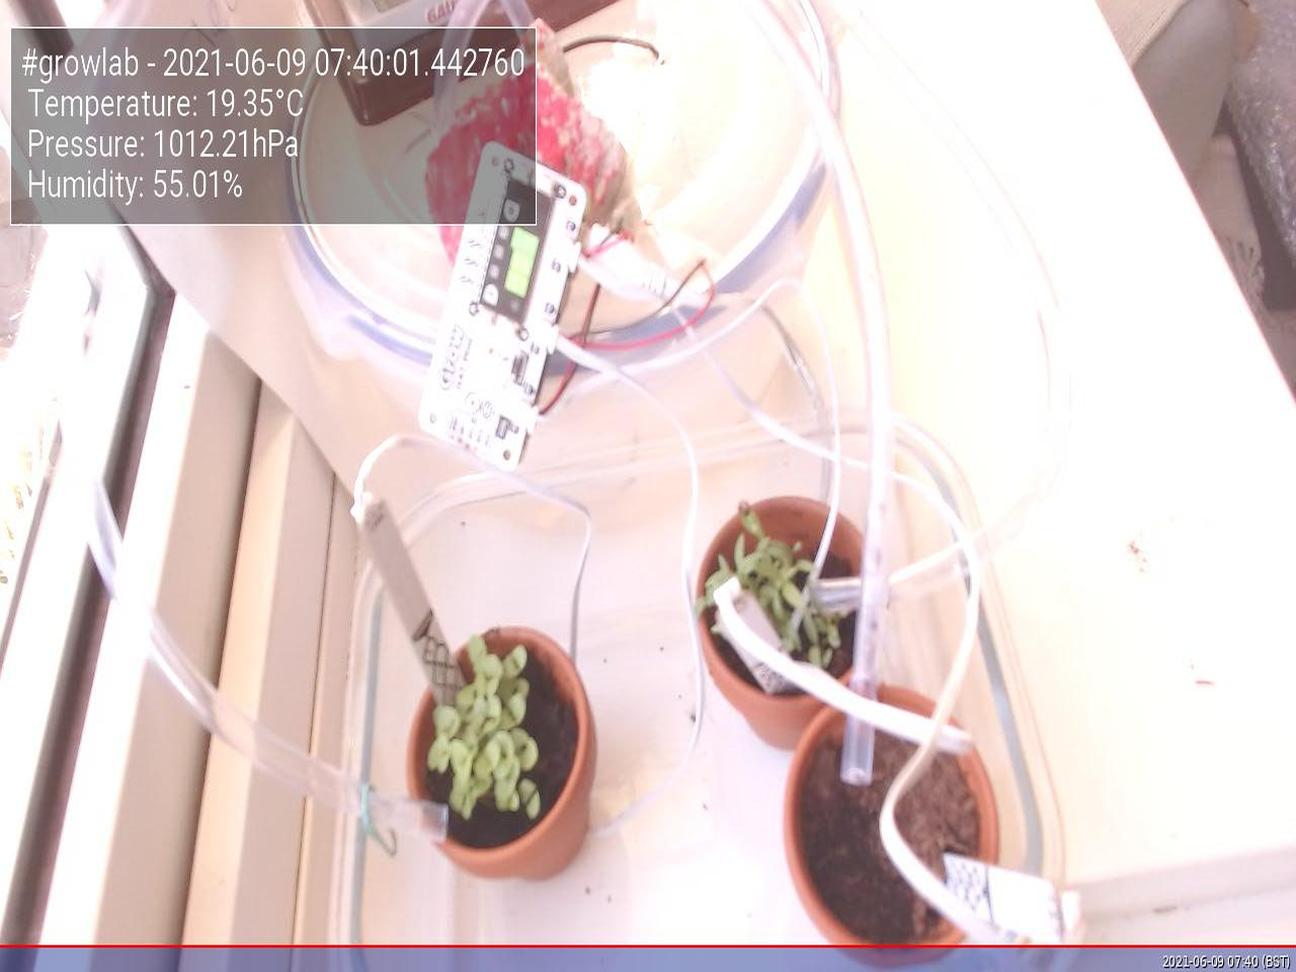 #growlab - 2021-06-09 07:40:01.442760
Temperature: 19.35°C
Pressure: 1012.21hPa
Humidity: 55.01%
2021-06-09 07:40 (BST)